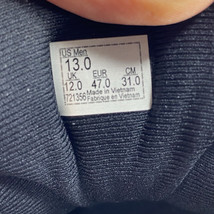 US Men
13.0
UK EUR CM
12.0 47.0 31.0
721356 Made in Vietnam
Fabriqué en Vietnam